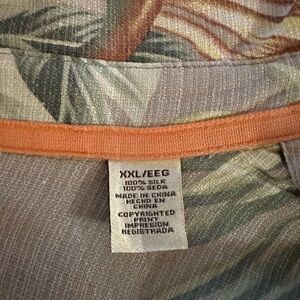 XXL/EEG
100% SILK
100% SEDA
MADE IN CHINA
HECHO EN
CHINA
COPYRIGHTED
PRINT
IMPRESION
REGISTRADA